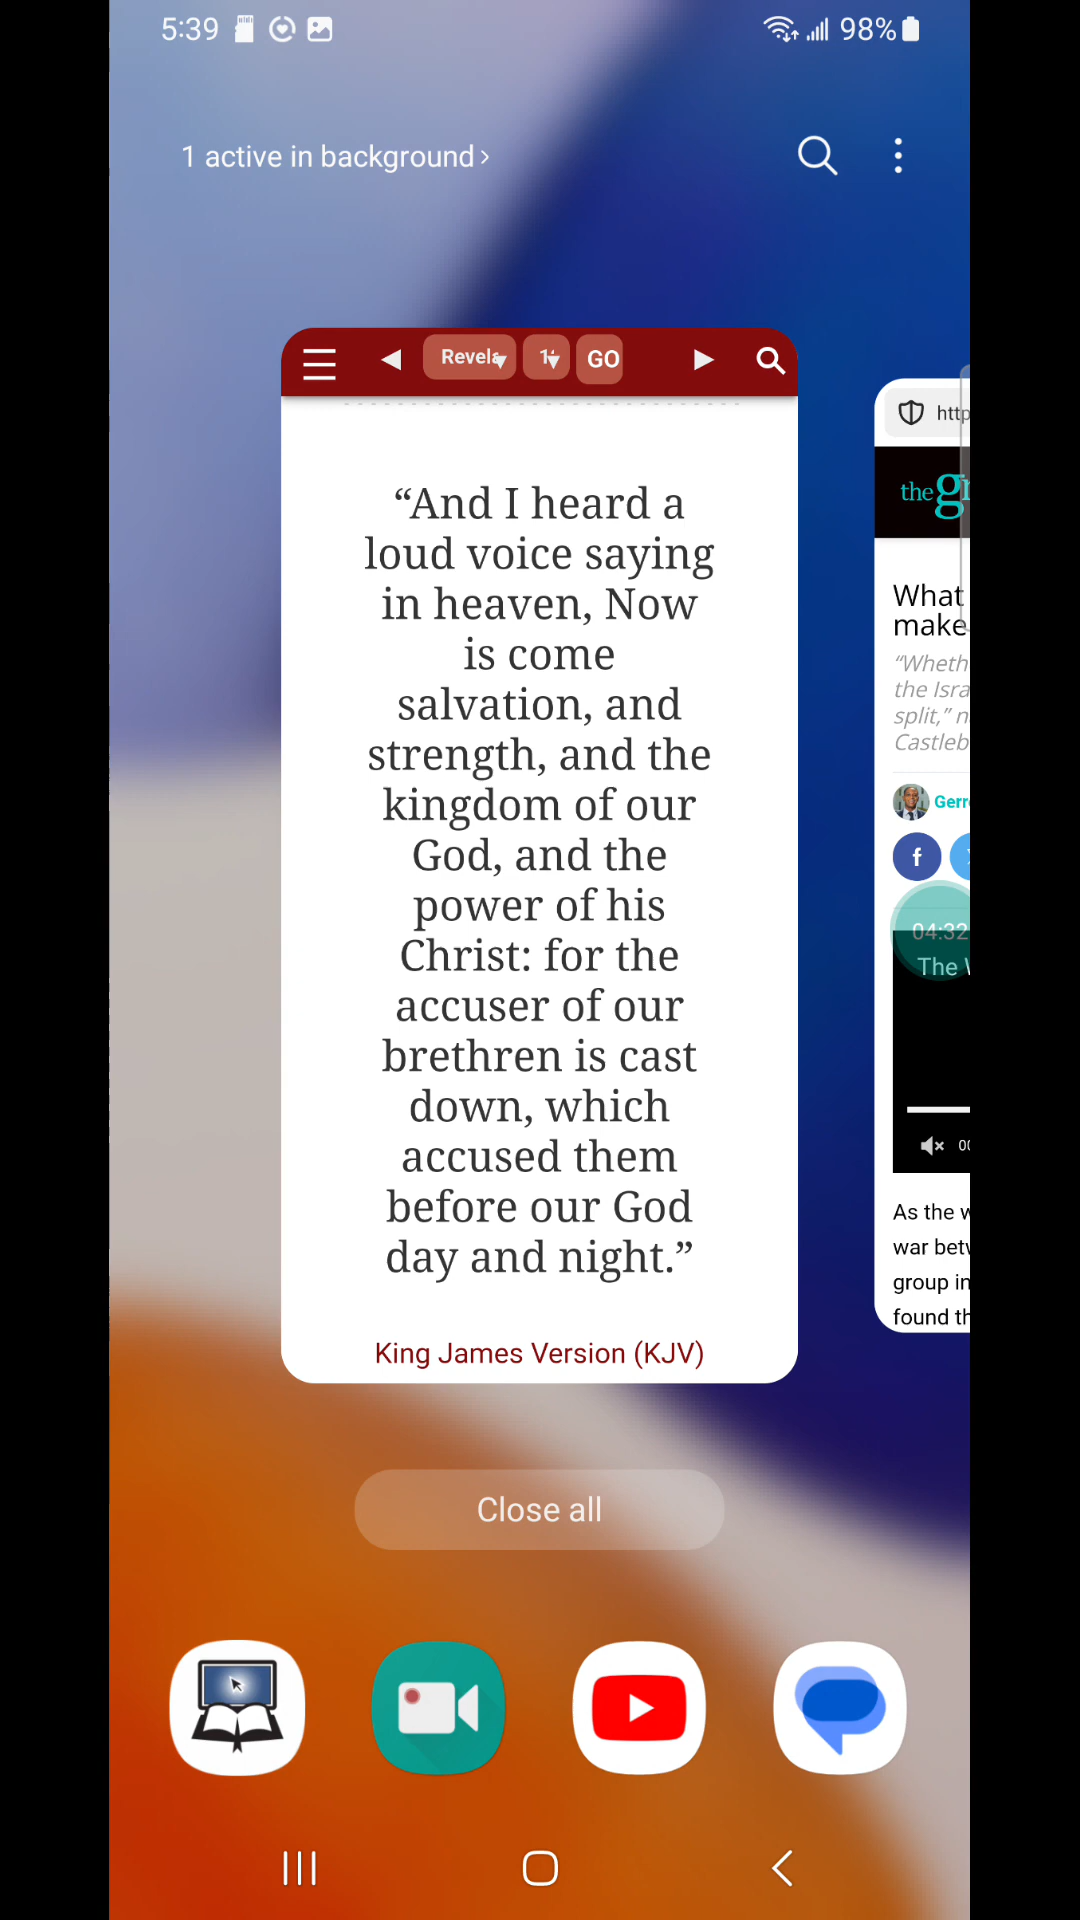 5:39 98%
1 active in background
Revela GO
“And I heard a
loud voice saying
in heaven, Now
is come
salvation, and
strength, and the
kingdom of our
God, and the
power of his
Christ: for the
accuser of our
brethren is cast
down, which
accused them
before our God
day and night.”
King James Version (KJV)
http
the gr
What
make
“Wheth
the Isra
split,” n
Castleb
Gerr
f
04:32
The
As the w
war betw
group in
found th
Close all